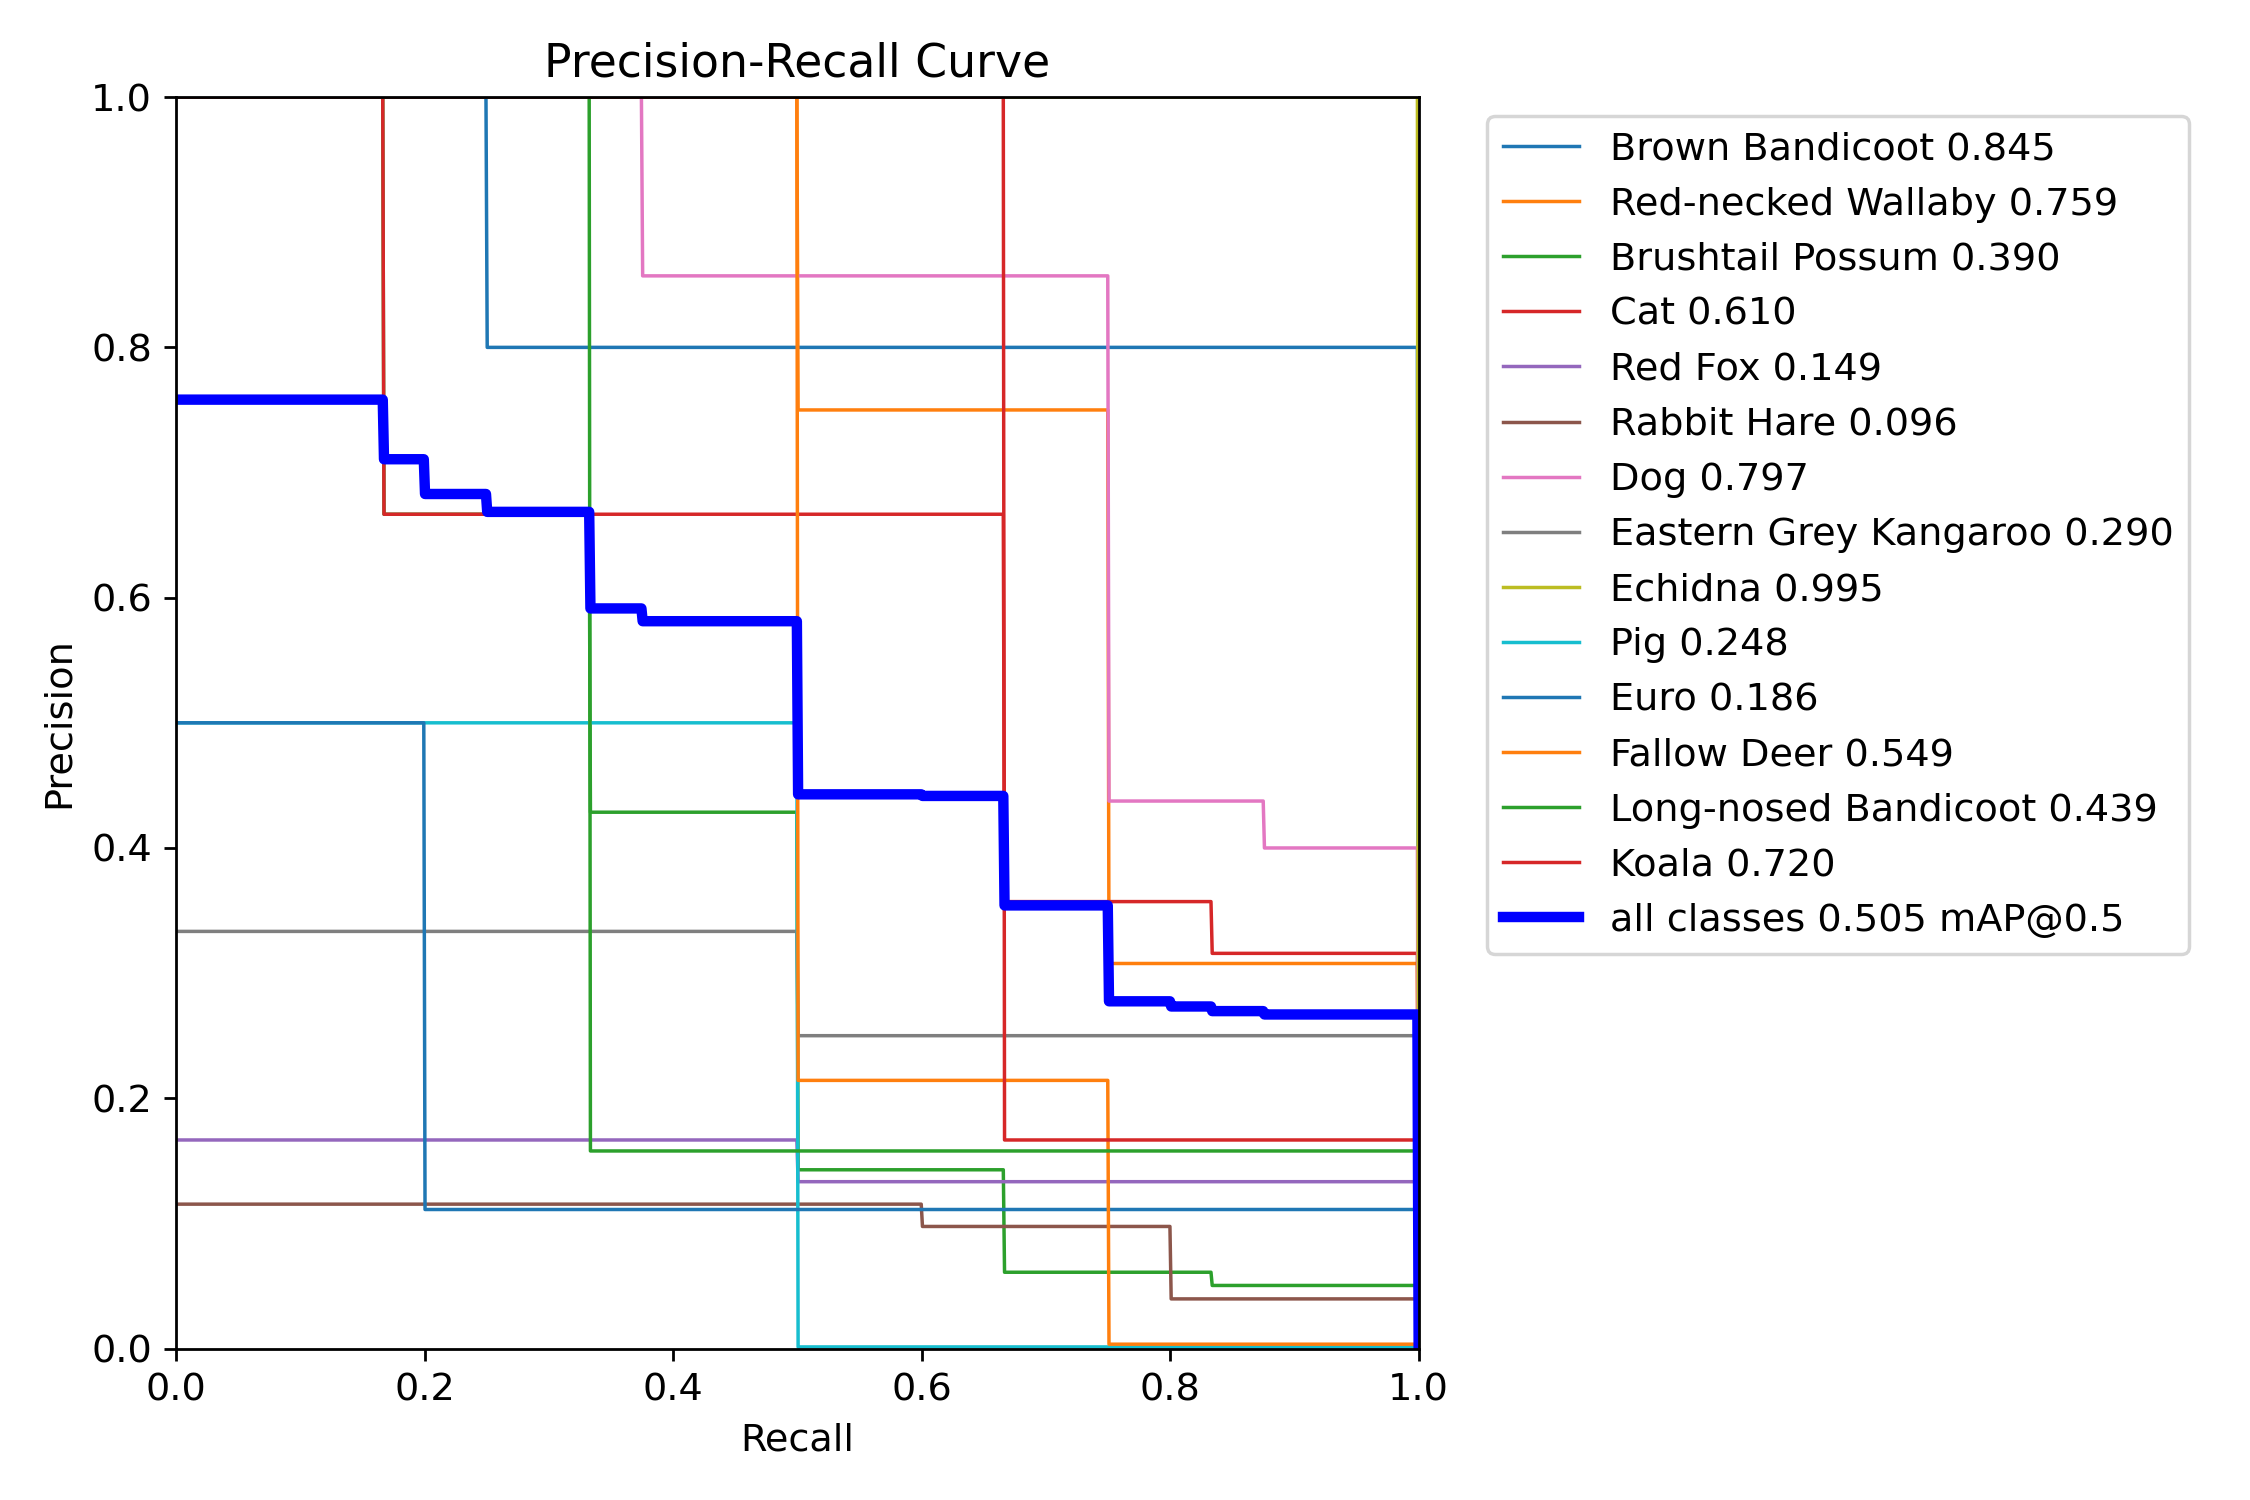 Precision-Recall Curve
1.0
0.8
0.6
0.4
0.2
0.0
Precision
0.0 0.2 0.4 0.6 0.8 1.0
Recall
Brown Bandicoot 0.845
Red-necked Wallaby 0.759
Brushtail Possum 0.390
Cat 0.610
Red Fox 0.149
Rabbit Hare 0.096
Dog 0.797
Eastern Grey Kangaroo 0.290
Echidna 0.995
Pig 0.248
Euro 0.186
Fallow Deer 0.549
Long-nosed Bandicoot 0.439
Koala 0.720
all classes 0.505 mAP@0.5